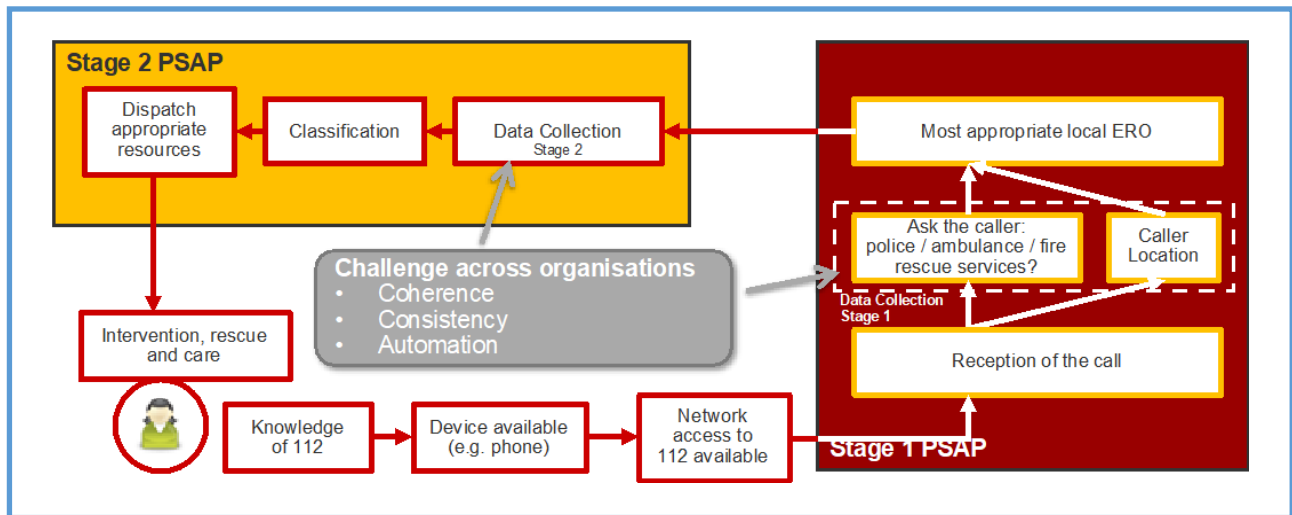 Stage 2 PSAP
Dispatch
appropriate
resources
Classification
Data Collection
Stage 2
Most appropriate local ERO
Ask the caller:
police / ambulance / fire
rescue services?
Caller
Location
Data Collection
Stage 1
Reception of the call
Stage 1 PSAP
Challenge across organisations
• Coherence
• Consistency
• Automation
Intervention, rescue
and care
Knowledge
of 112
Device available
(e.g. phone)
Network
access to
112 available